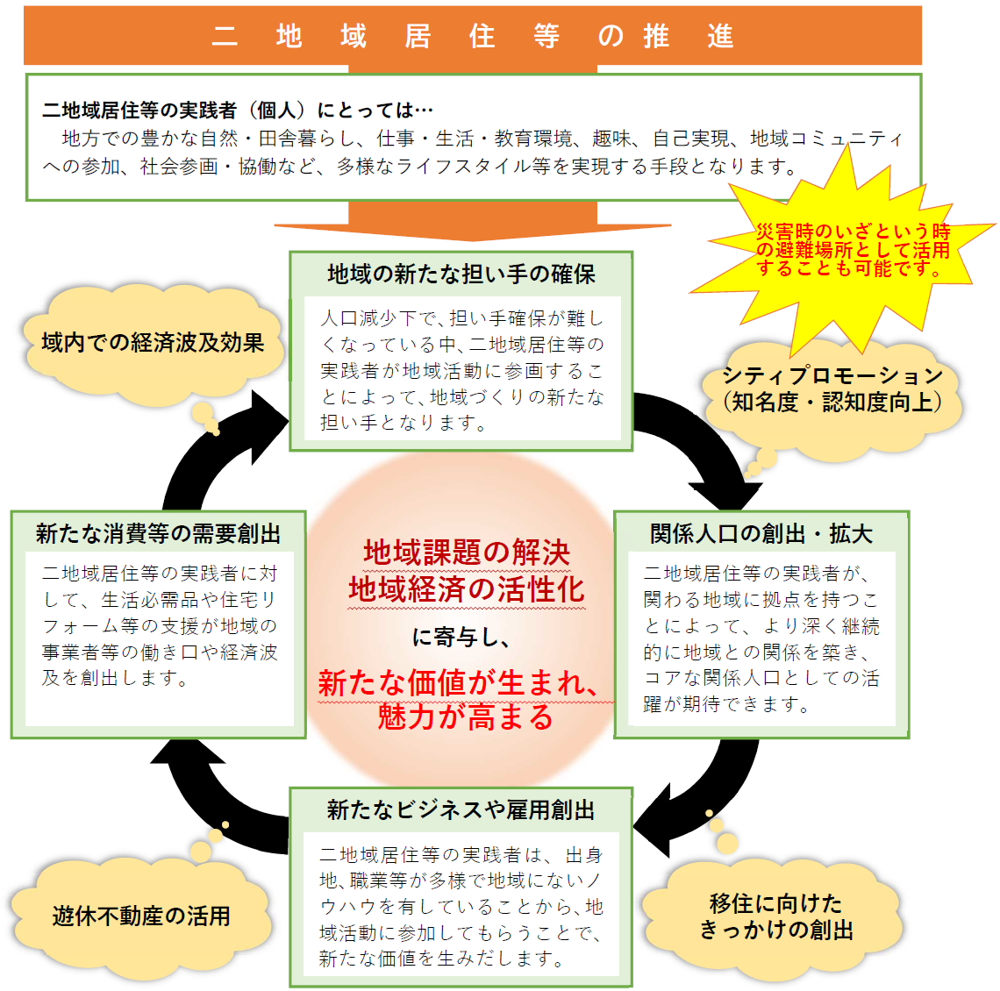 二地域居住等の推進
二地域居住等の実践者（個人）にとっては…
地方での豊かな自然・田舎暮らし、仕事・生活・教育環境、趣味、自己実現、地域コミュニティ
への参加、社会参画・協働など、多様なライフスタイル等を実現する手段となります。
災害時のいざという時
の避難場所として活用
することも可能です。
地域の新たな担い手の確保
人口減少下で、担い手確保が難し
くなっている中、二地域居住等の
実践者が地域活動に参画するこ
とによって、地域づくりの新たな
担い手となります。
域内での経済波及効果
シティプロモーション
（知名度・認知度向上）
新たな消費等の需要創出
二地域居住等の実践者に対
して、生活必需品や住宅リ
フォーム等の支援が地域の
事業者等の働き口や経済波
及を創出します。
地域課題の解決
地域経済の活性化
に寄与し、
新たな価値が生まれ、
魅力が高まる
関係人口の創出・拡大
二地域居住等の実践者が、
関わる地域に拠点を持つこ
とによって、より深く継続
的に地域との関係を築き、
コアな関係人口としての活
躍が期待できます。
新たなビジネスや雇用創出
二地域居住等の実践者は、出身
地、職業等が多様で地域にないノ
ウハウを有していることから、地
域活動に参加してもらうことで、
新たな価値を生みだします。
遊休不動産の活用
移住に向けた
きっかけの創出